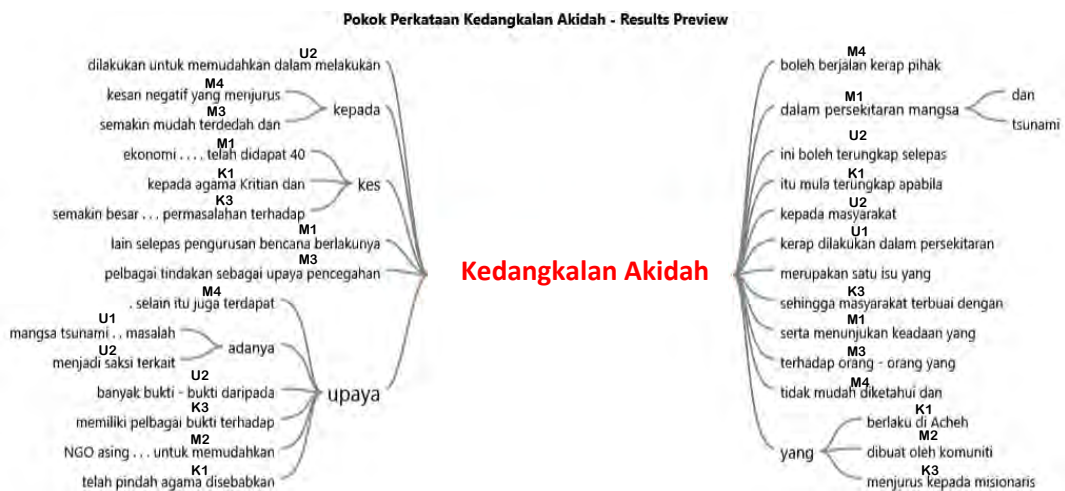 Pokok Perkataan Kedangkalan Akidah - Results Preview
U2
dilakukan untuk memudahkan dalam melakukan
M4
kesan negatif yang menjurus
M3
semakin mudah terdedah dan
kepada
M1
ekonomi . . . . telah didapat 40
K1
kepada agama Kritian dan
K3
semakin besar . . . permasalahan terhadap
kes
M1
lain selepas pengurusan bencana berlakunya
M3
pelbagai tindakan sebagai upaya pencegahan
M4
. selain itu juga terdapat
U1
mangsa tsunami . . masalah
U2
menjadi saksi terkait
adanya
U2
banyak bukti - bukti daripada
K3
memiliki pelbagai bukti terhadap
M2
NGO asing . . . untuk memudahkan
K1
telah pindah agama disebabkan
upaya
Kedangkalan Akidah
M4
boleh berjalan kerap pihak
M1
dalam persekitaran mangsa
dan
tsunami
U2
ini boleh terungkap selepas
K1
itu mula terungkap apabila
U2
kepada masyarakat
U1
kerap dilakukan dalam persekitaran
merupakan satu isu yang
K3
sehingga masyarakat terbuai dengan
M1
serta menunjukan keadaan yang
M3
terhadap orang - orang yang
M4
tidak mudah diketahui dan
yang
K1
berlaku di Acheh
M2
dibuat oleh komuniti
K3
menjurus kepada misionaris